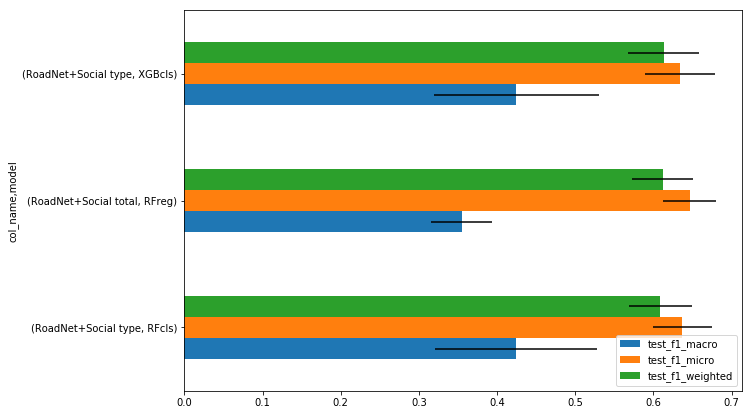 (RoadNet+Social type, XGBcls)
(RoadNet+Social total, RFreg)
(RoadNet+Social type, RFcls)
col_name,model
test_f1_macro
test_f1_micro
test_f1_weighted
0.0 0.1 0.2 0.3 0.4 0.5 0.6 0.7